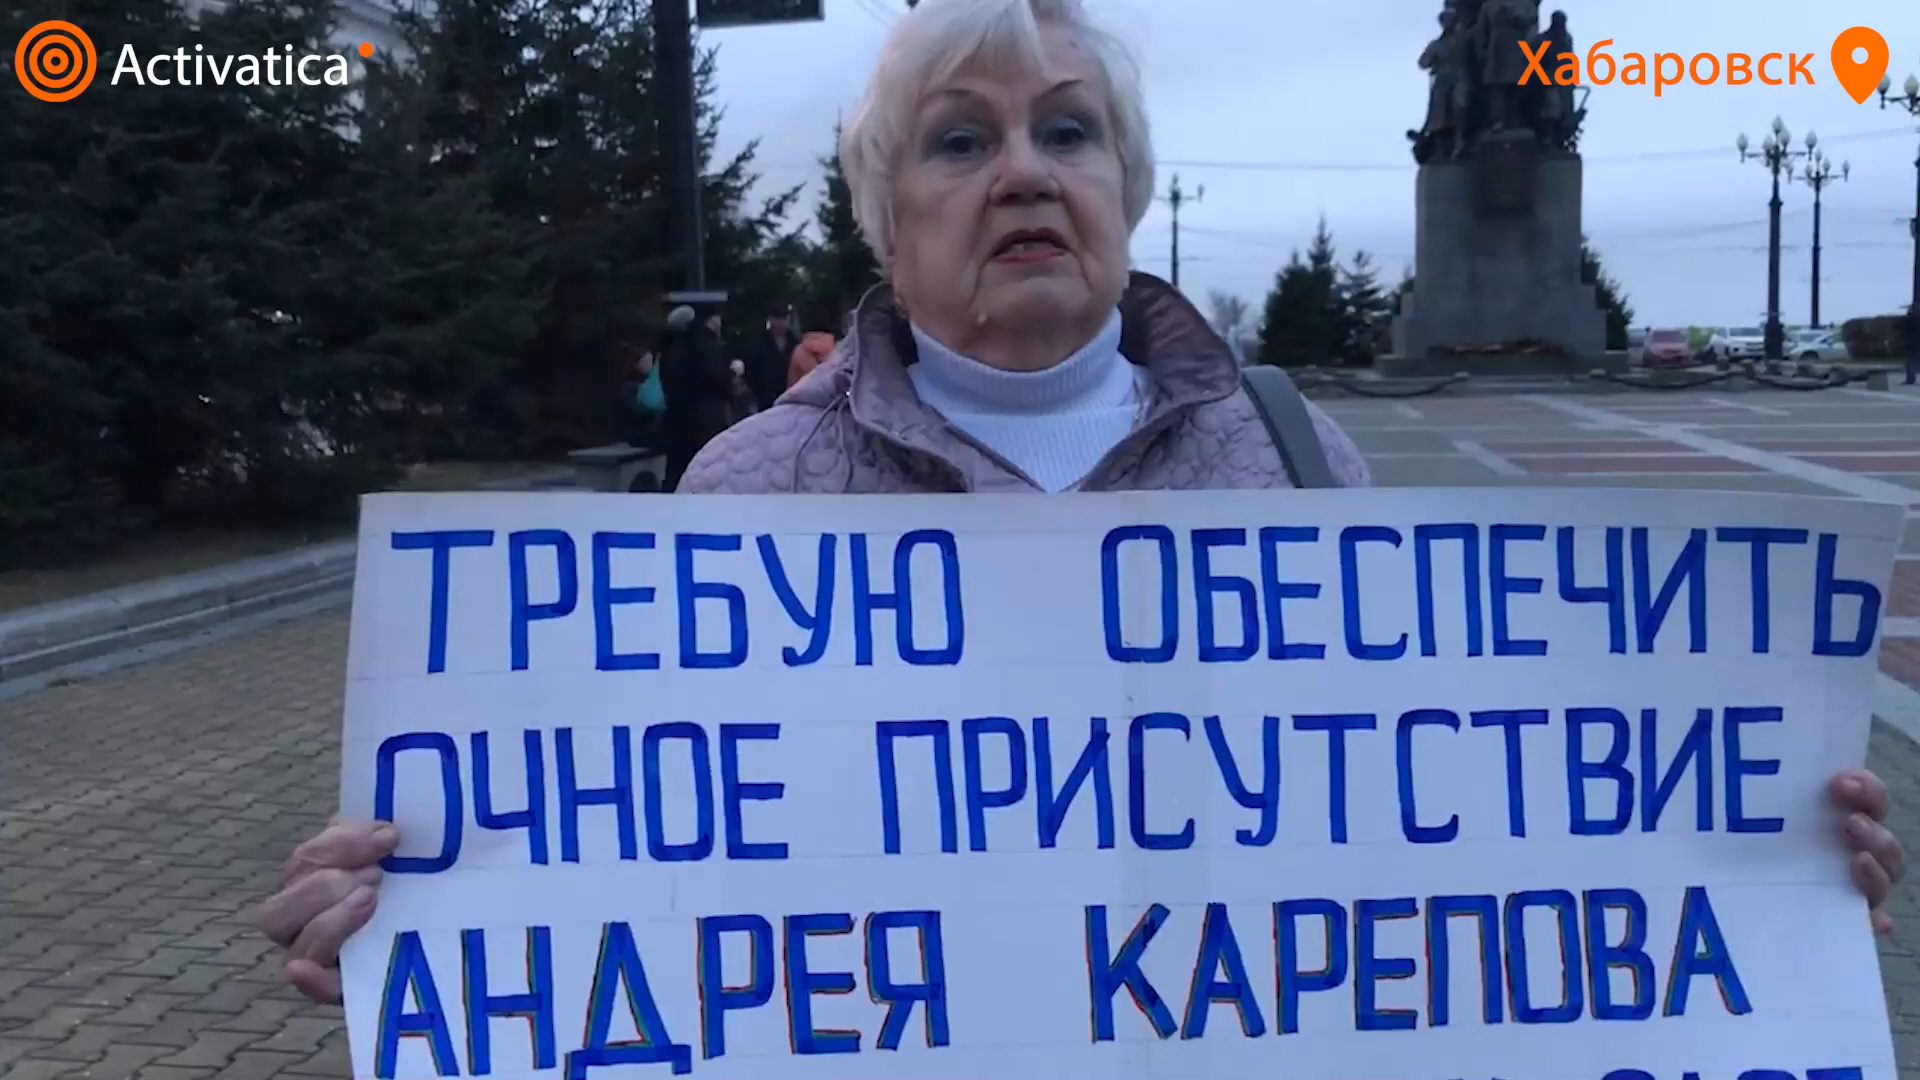 Activatica
Хабаровск
ТРЕБУЮ ОБЕСПЕЧИТЬ
ОЧНОЕ ПРИСУТСТВИЕ
АНДРЕЯ КАРЕПОВА